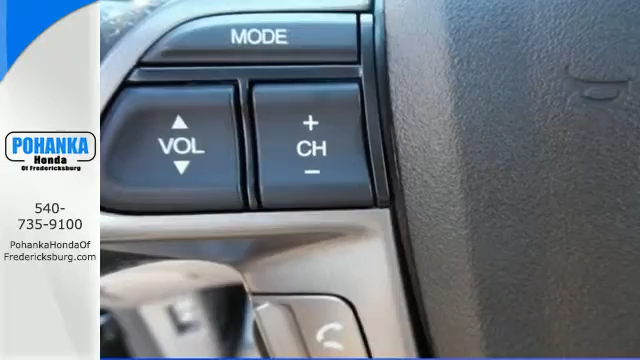 POHANKA
Honda
Of Fredericksburg
540-
735-9100
PohankaHondaOf
Fredericksburg.com
MODE
VOL
+
CH
−